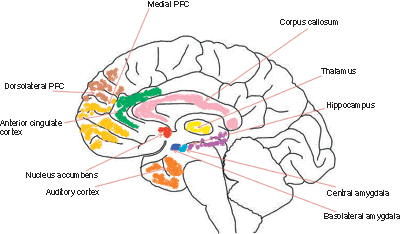 Medial PFC
Corpus callosum
Thalamus
Dorsolateral PFC
Hippocampus
Anterior cingulate
cortex
Nucleus accumbens
Auditory cortex
Central amygdala
Basolateral amygdala